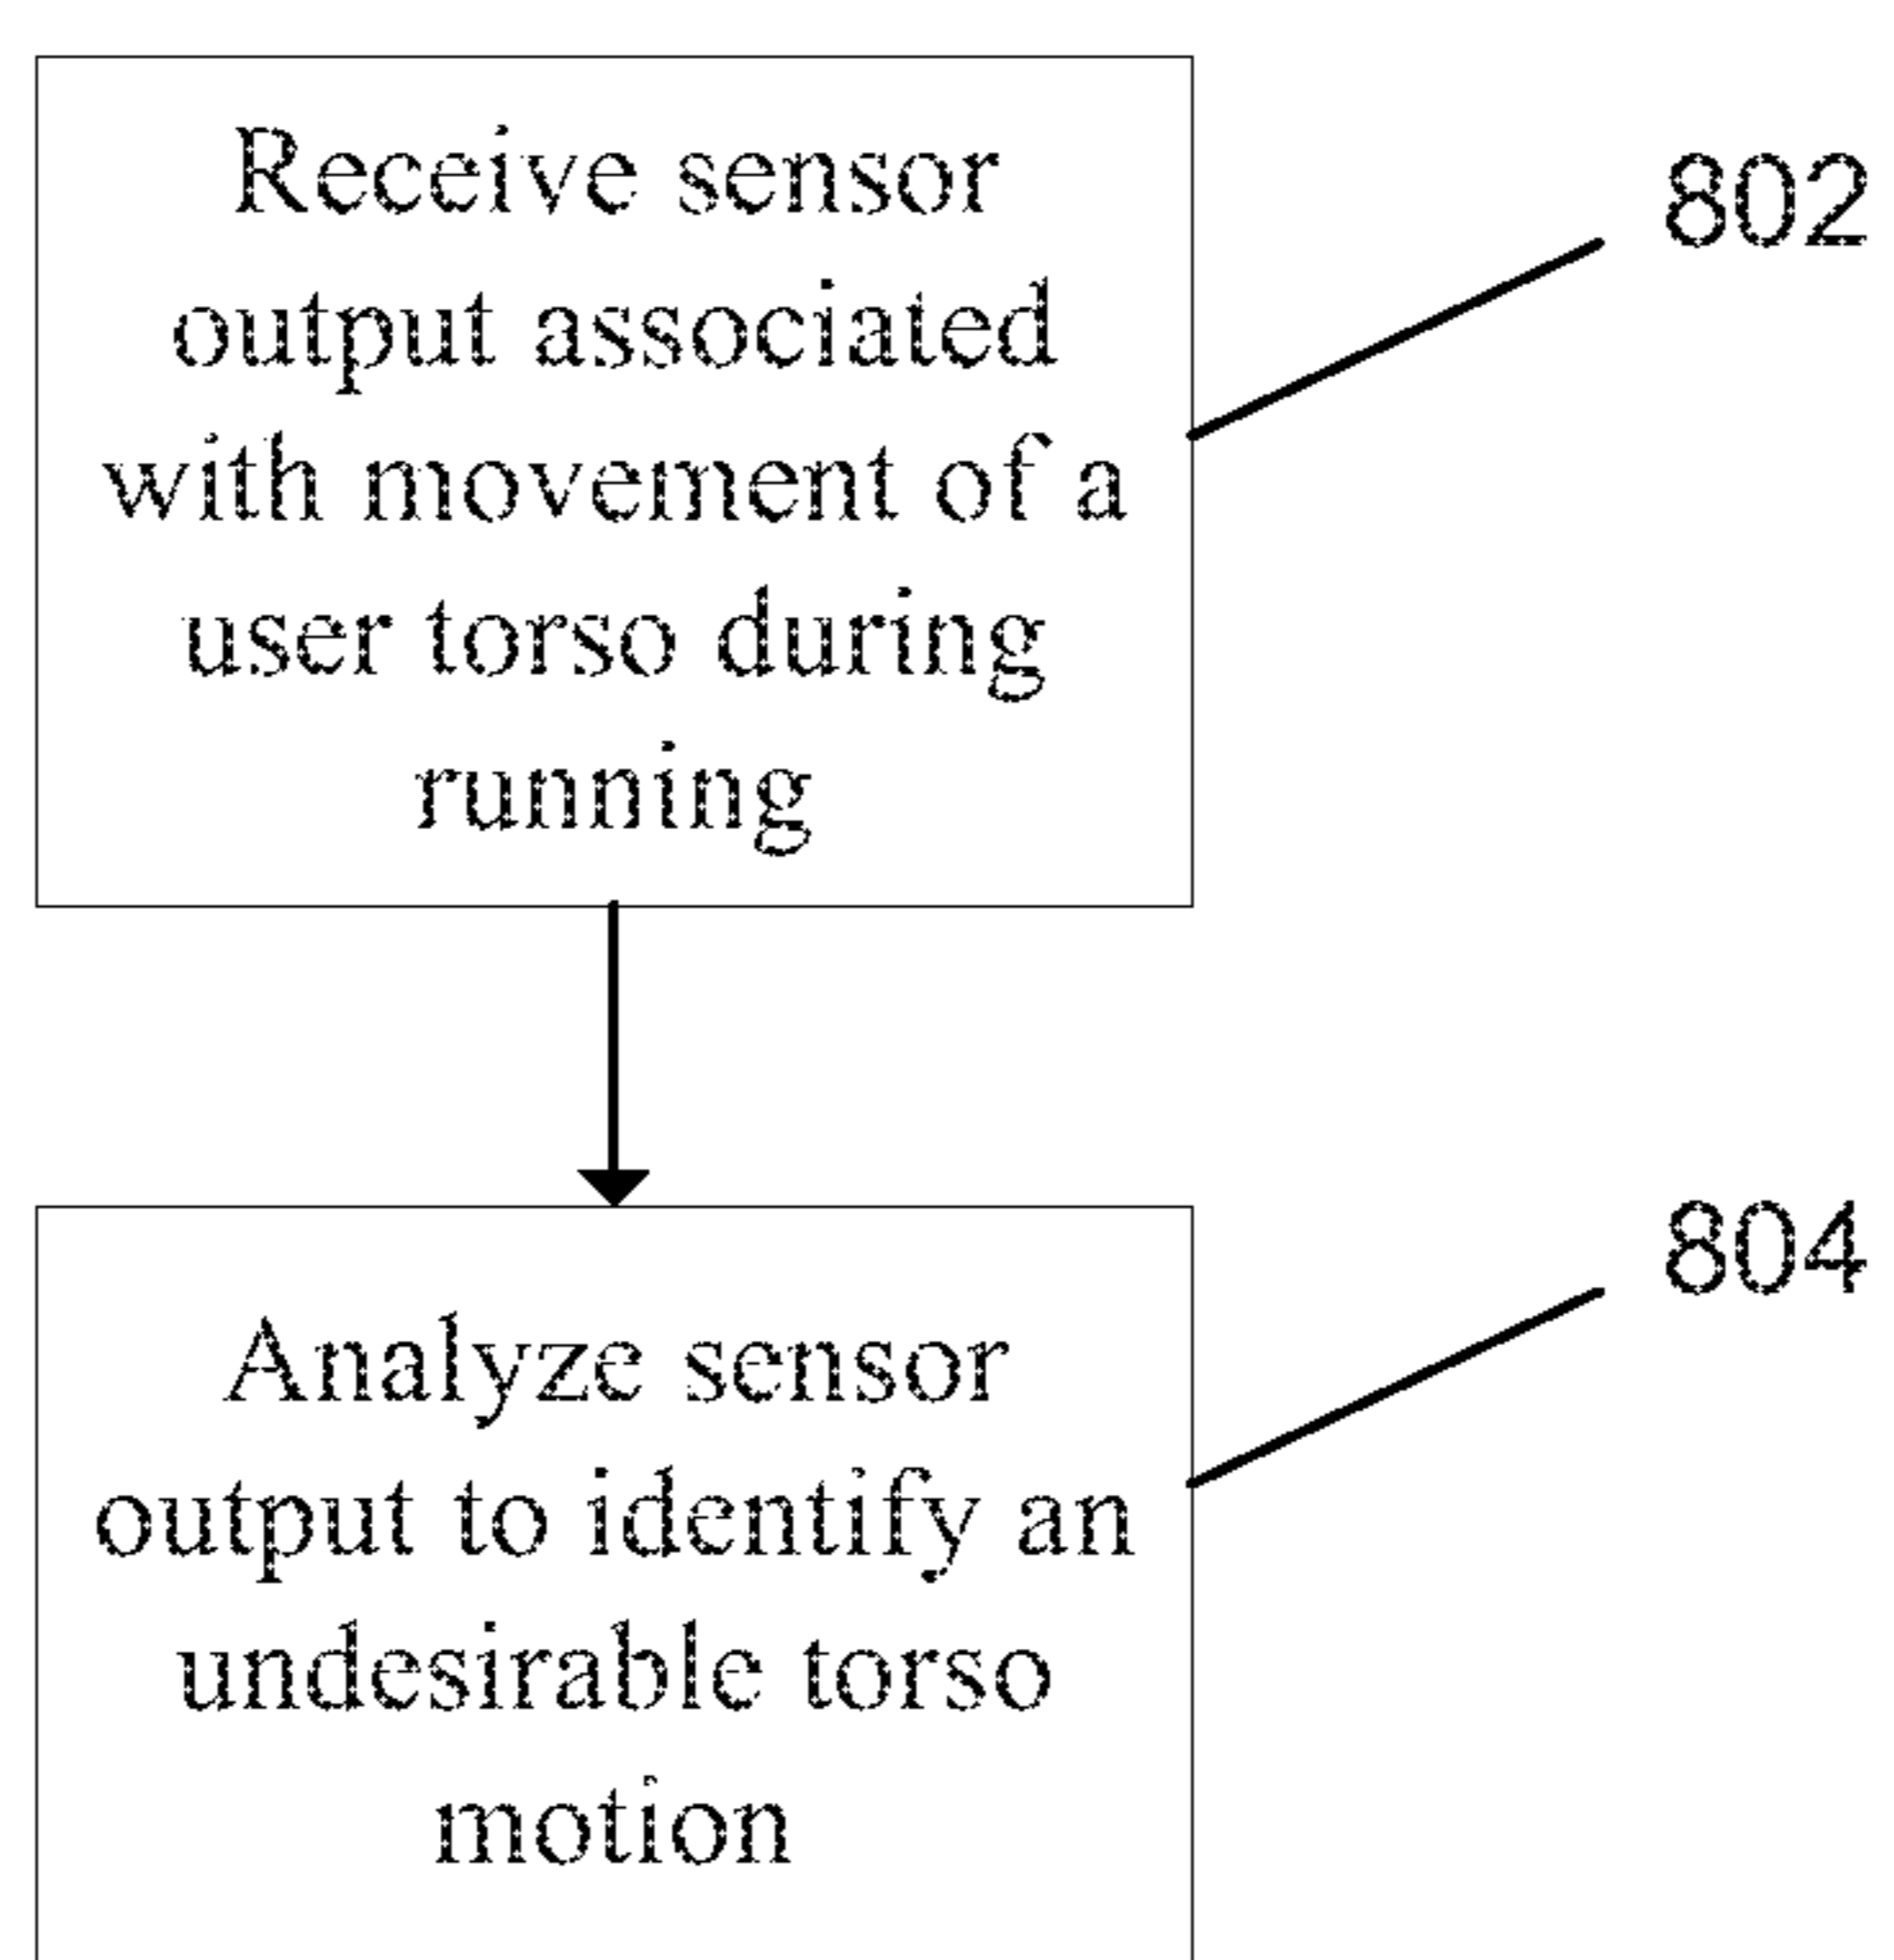 Receive sensor
output associated
with movement of a
user torso during
running
802
Analyze sensor
output to identify an
undesirable torso
motion
804